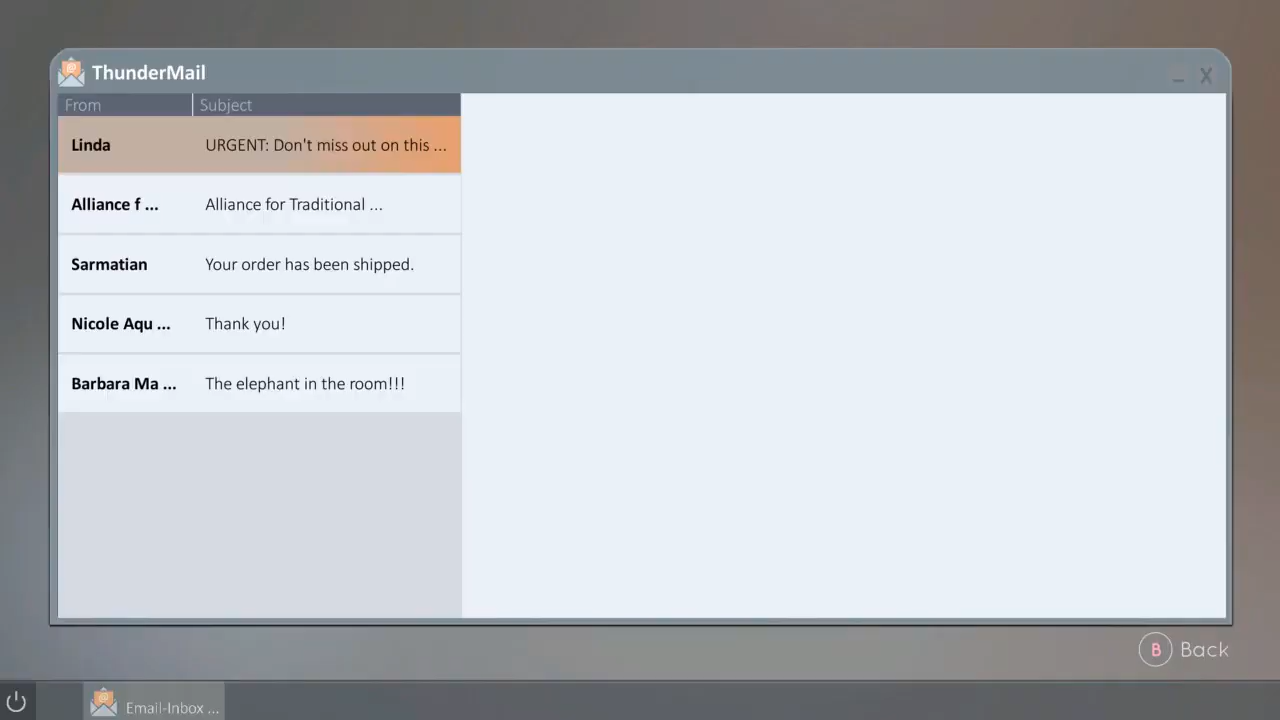 ThunderMail
From Subject
Linda URGENT: Don't miss out on this ...
Alliance f ... Alliance for Traditional ...
Sarmatian Your order has been shipped.
Nicole Aqu ... Thank you!
Barbara Ma ... The elephant in the room!!!
B Back
Email-Inbox ...